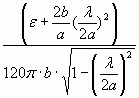 (ε + 2b/a (λ/2a)²) / (120π · b · √(1 − (λ/2a)²))